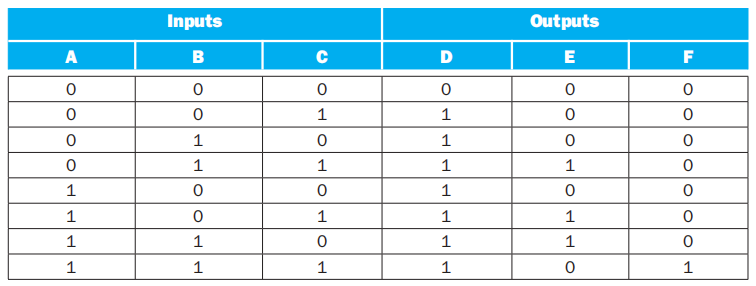 Inputs Outputs
A B C D E F
0 0 0 0 0 0
0 0 1 1 0 0
0 1 0 1 0 0
0 1 1 1 1 0
1 0 0 1 0 0
1 0 1 1 1 0
1 1 0 1 1 0
1 1 1 1 0 1